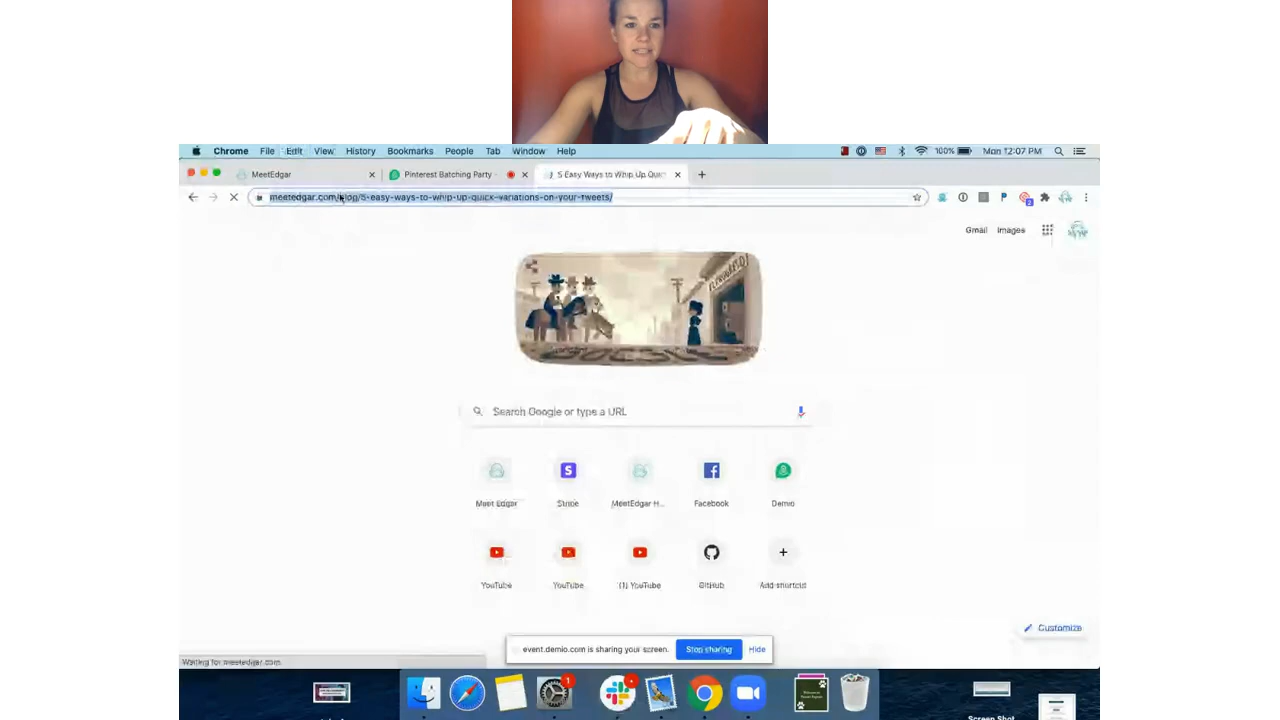 Chrome File Edit View History Bookmarks People Tab Window Help 100% Mon 12:07 PM
MeetEdgar Pinterest Batching Party - 5 Easy Ways to Whip Up Quic
meetedgar.com/blog/5-easy-ways-to-whip-up-quick-variations-on-your-tweets/
Gmail Images
Search Google or type a URL
Meet Edgar Stripe MeetEdgar H... Facebook Demio
YouTube YouTube (1) YouTube GitHub Add shortcut
Customize
event.demio.com is sharing your screen. Stop sharing Hide
Waiting for meetedgar.com
Screen Shot